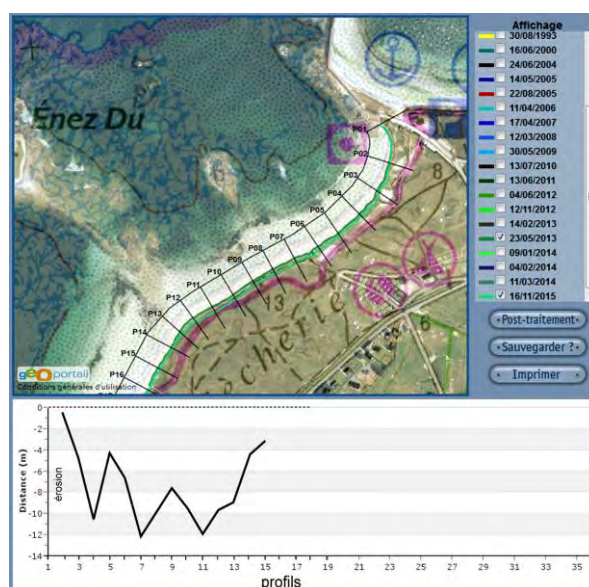 Affichage
30/08/1993
16/06/2000
24/06/2004
14/05/2005
22/08/2005
11/04/2006
17/04/2007
12/03/2008
30/05/2009
13/07/2010
13/06/2011
04/06/2012
12/11/2012
14/02/2013
23/05/2013
09/01/2014
04/02/2014
11/03/2014
16/11/2015
Post-traitement
Sauvegarder ?
Imprimer
Énez Du
P01
P02
P03
P04
P05
P06
P07
P08
P09
P10
P11
P12
P13
P14
P15
P16
8
13
6
géoportail
Conditions générales d'utilisation
Distance (m)
érosion
0
-2
-4
-6
-8
-10
-12
-14
1 3 5 7 9 11 13 15 17 19 21 23 25 27 29 31 33 35
profils